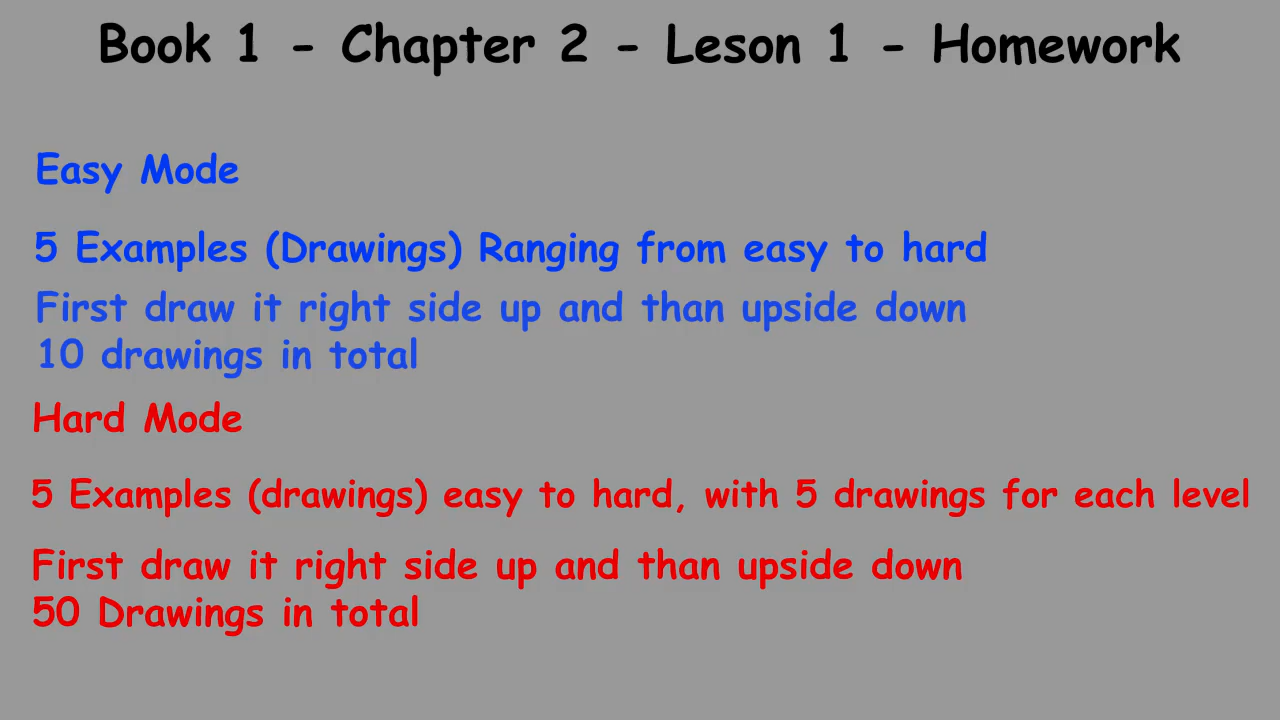 Book 1 - Chapter 2 - Leson 1 - Homework
Easy Mode
5 Examples (Drawings) Ranging from easy to hard
First draw it right side up and than upside down
10 drawings in total
Hard Mode
5 Examples (drawings) easy to hard, with 5 drawings for each level
First draw it right side up and than upside down
50 Drawings in total